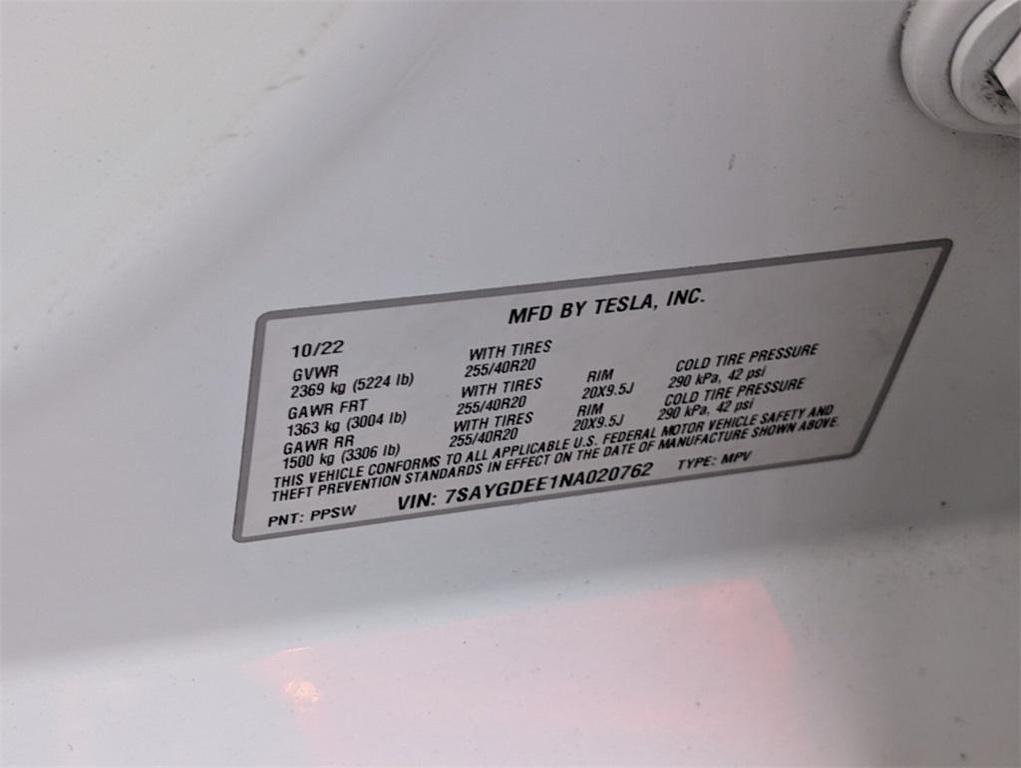 MFD BY TESLA, INC.
10/22
GVWR WITH TIRES
2369 kg (5224 lb) 255/40R20 RIM COLD TIRE PRESSURE
GAWR FRT WITH TIRES 20X9.5J 290 kPa, 42 psi
1363 kg (3004 lb) 255/40R20 RIM COLD TIRE PRESSURE
GAWR RR WITH TIRES 20X9.5J 290 kPa, 42 psi
1500 kg (3306 lb) 255/40R20
THIS VEHICLE CONFORMS TO ALL APPLICABLE U.S. FEDERAL MOTOR VEHICLE SAFETY AND
THEFT PREVENTION STANDARDS IN EFFECT ON THE DATE OF MANUFACTURE SHOWN ABOVE.
PNT: PPSW VIN: 7SAYGDEE1NA020762 TYPE: MPV